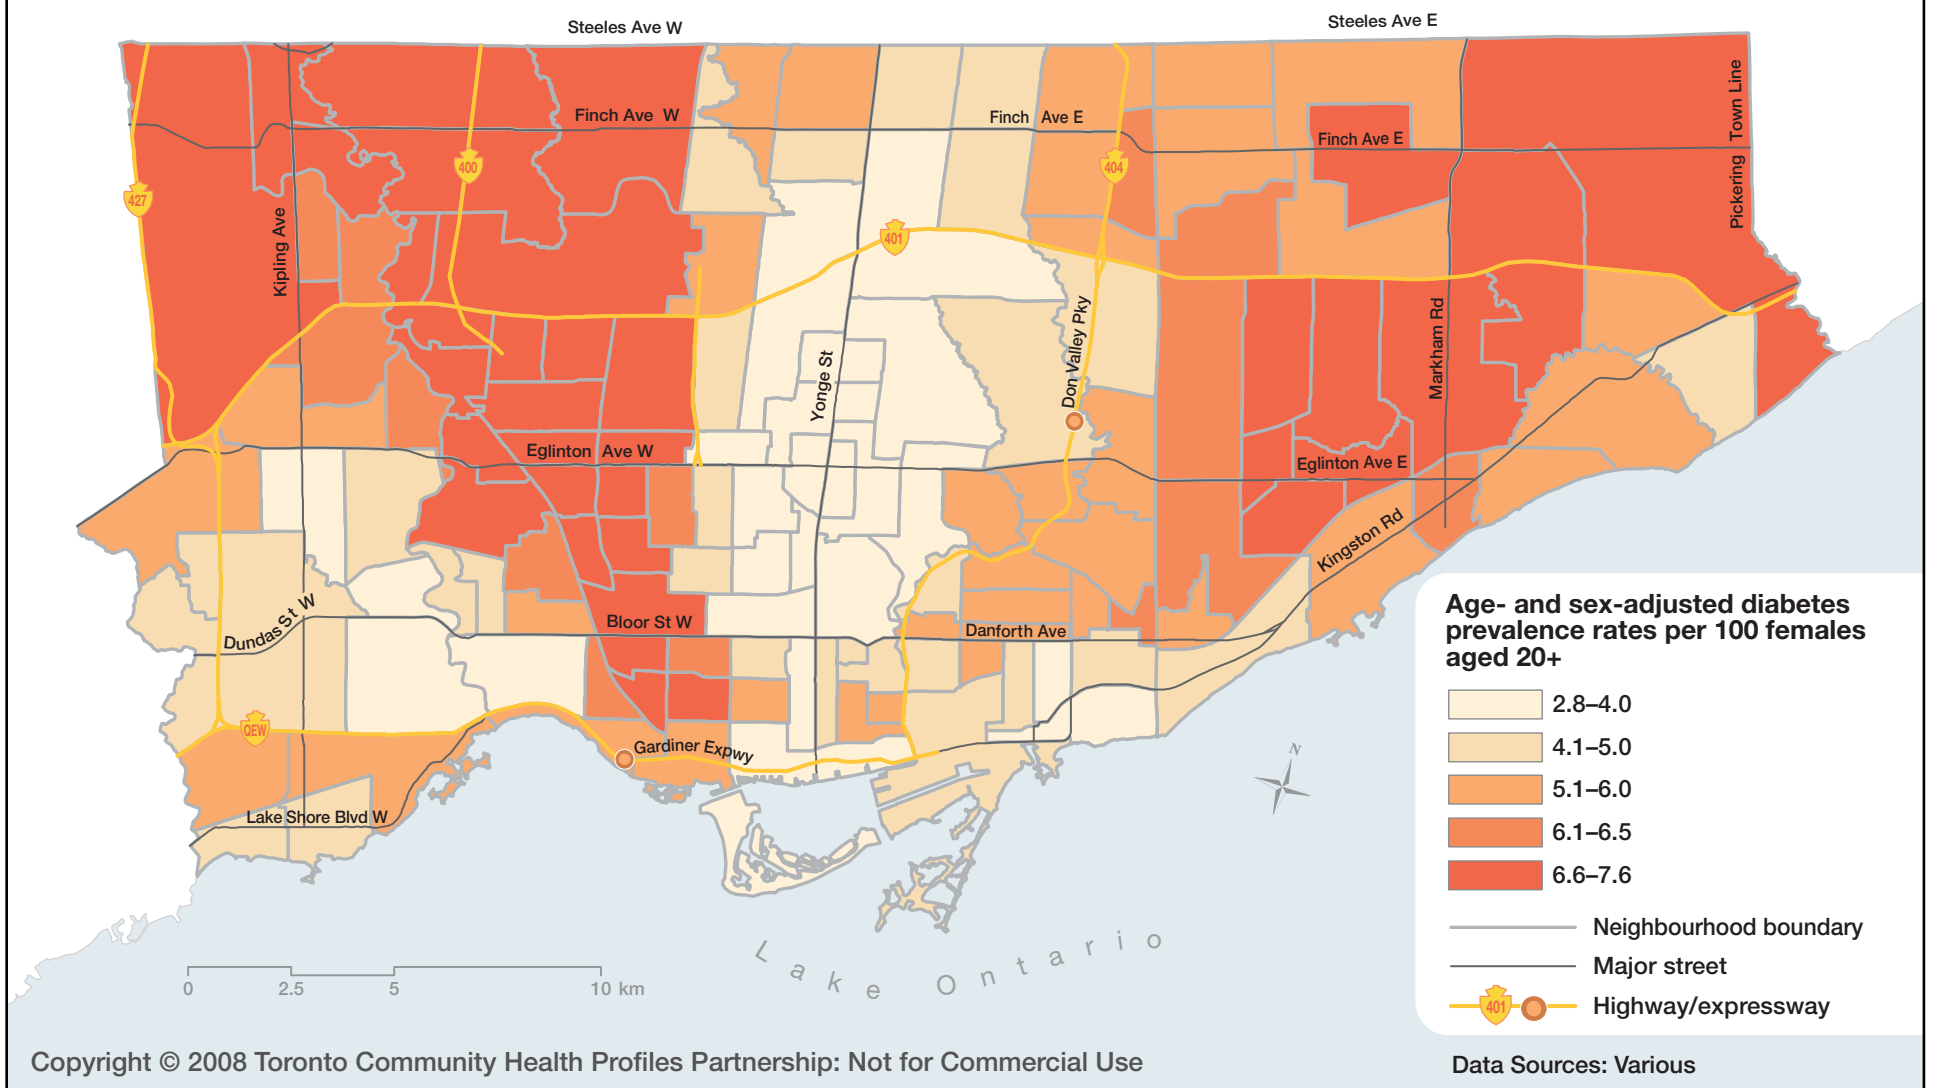 Steeles Ave W
Steeles Ave E
Finch Ave W
Finch Ave E
Finch Ave E
Pickering Town Line
427
400
404
401
Kipling Ave
Yonge St
Don Valley Pky
Markham Rd
Eglinton Ave W
Eglinton Ave E
Kingston Rd
Dundas St W
Bloor St W
Danforth Ave
QEW
Gardiner Expwy
Lake Shore Blvd W
N
Lake Ontario
Age- and sex-adjusted diabetes
prevalence rates per 100 females
aged 20+
2.8–4.0
4.1–5.0
5.1–6.0
6.1–6.5
6.6–7.6
Neighbourhood boundary
Major street
401 Highway/expressway
0 2.5 5 10 km
Copyright © 2008 Toronto Community Health Profiles Partnership: Not for Commercial Use
Data Sources: Various